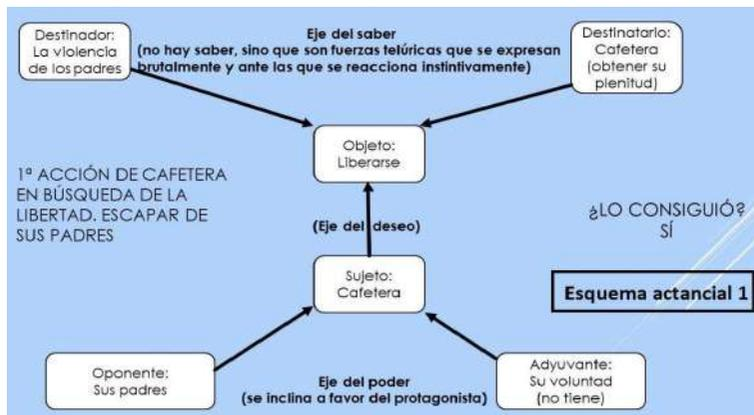 Destinador:
La violencia
de los padres
Eje del saber
(no hay saber, sino que son fuerzas telúricas que se expresan
brutalmente y ante las que se reacciona instintivamente)
Destinatario:
Cafetera
(obtener su
plenitud)
Objeto:
Liberarse
1ª ACCIÓN DE CAFETERA
EN BÚSQUEDA DE LA
LIBERTAD. ESCAPAR DE
SUS PADRES
(Eje del deseo)
¿LO CONSIGUIÓ?
SÍ
Sujeto:
Cafetera
Esquema actancial 1
Oponente:
Sus padres
Eje del poder
(se inclina a favor del protagonista)
Adyuvante:
Su voluntad
(no tiene)